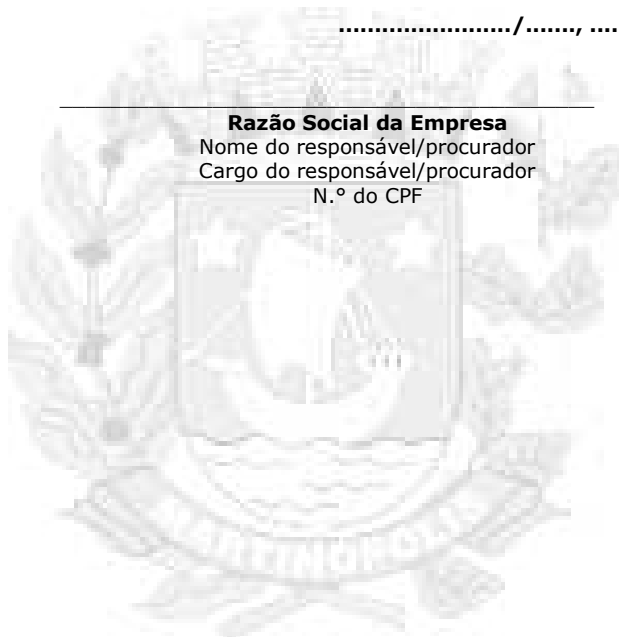 ......................../......., ....
Razão Social da Empresa
Nome do responsável/procurador
Cargo do responsável/procurador
N.° do CPF
MARTINÓPOLIS